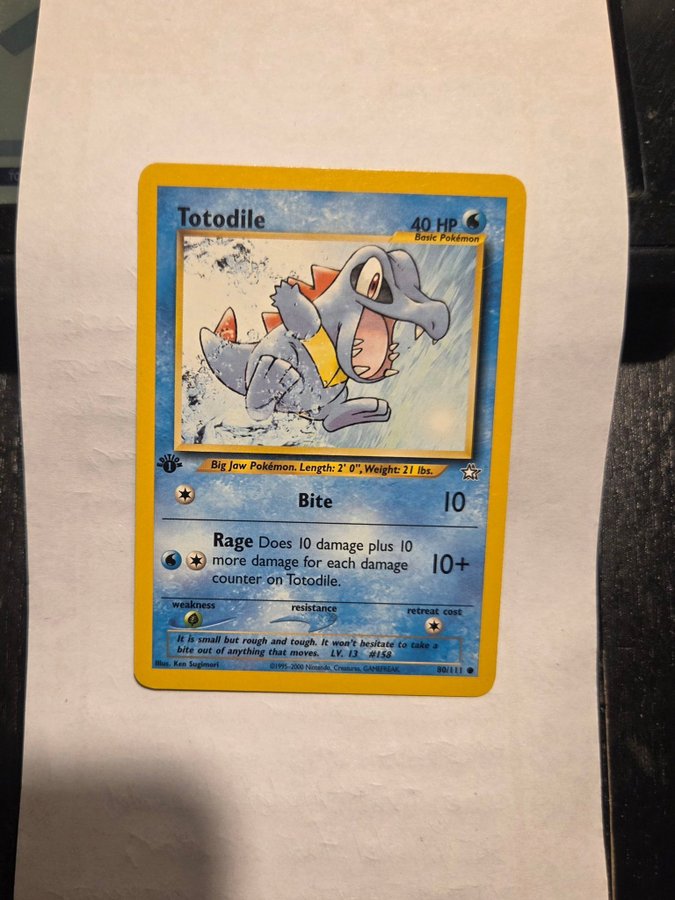 Totodile
40 HP
Basic Pokémon
EDITION
1
Big Jaw Pokémon. Length: 2' 0", Weight: 21 lbs.
Bite 10
Rage Does 10 damage plus 10
more damage for each damage
counter on Totodile.
10+
weakness resistance retreat cost
It is small but rough and tough. It won't hesitate to take a
bite out of anything that moves. LV. 13 #158
Illus. Ken Sugimori ©1995-2000 Nintendo, Creatures, GAMEFREAK. 80/111